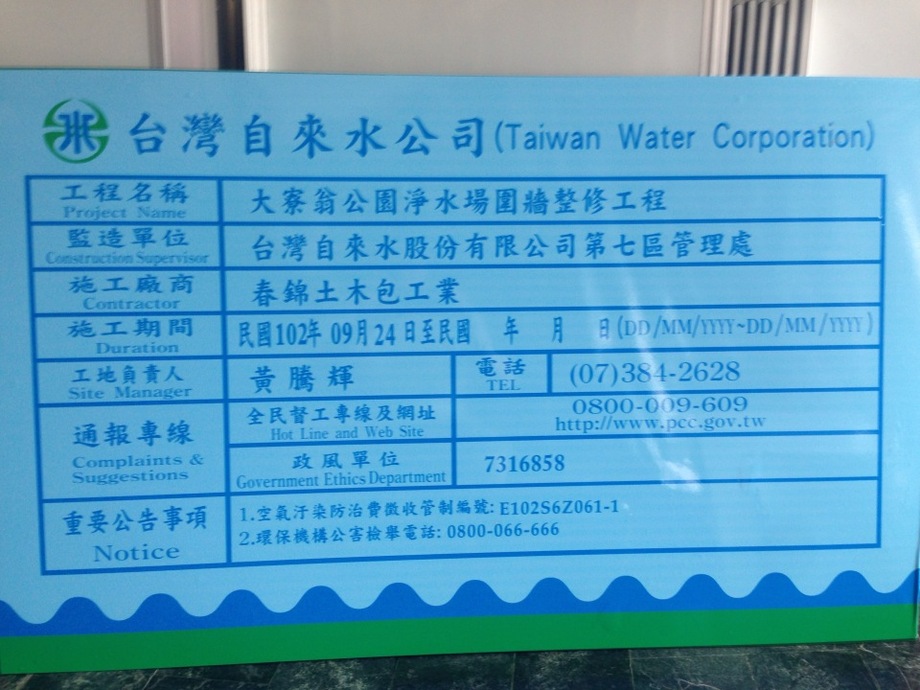 台灣自來水公司(Taiwan Water Corporation)
工程名稱
Project Name
大寮翁公園淨水場圍牆整修工程
監造單位
Construction Supervisor
台灣自來水股份有限公司第七區管理處
施工廠商
Contractor
春錦土木包工業
施工期間
Duration
民國102年 09月24日至民國 年 月 日(DD/MM/YYYY~DD/MM/YYYY)
工地負責人
Site Manager
黃騰輝
電話
TEL
(07)384-2628
通報專線
Complaints &
Suggestions
全民督工專線及網址
Hot Line and Web Site
0800-009-609
http://www.pcc.gov.tw
政風單位
Government Ethics Department
7316858
重要公告事項
Notice
1.空氣汙染防治費徵收管制編號: E102S6Z061-1
2.環保機構公害檢舉電話: 0800-066-666